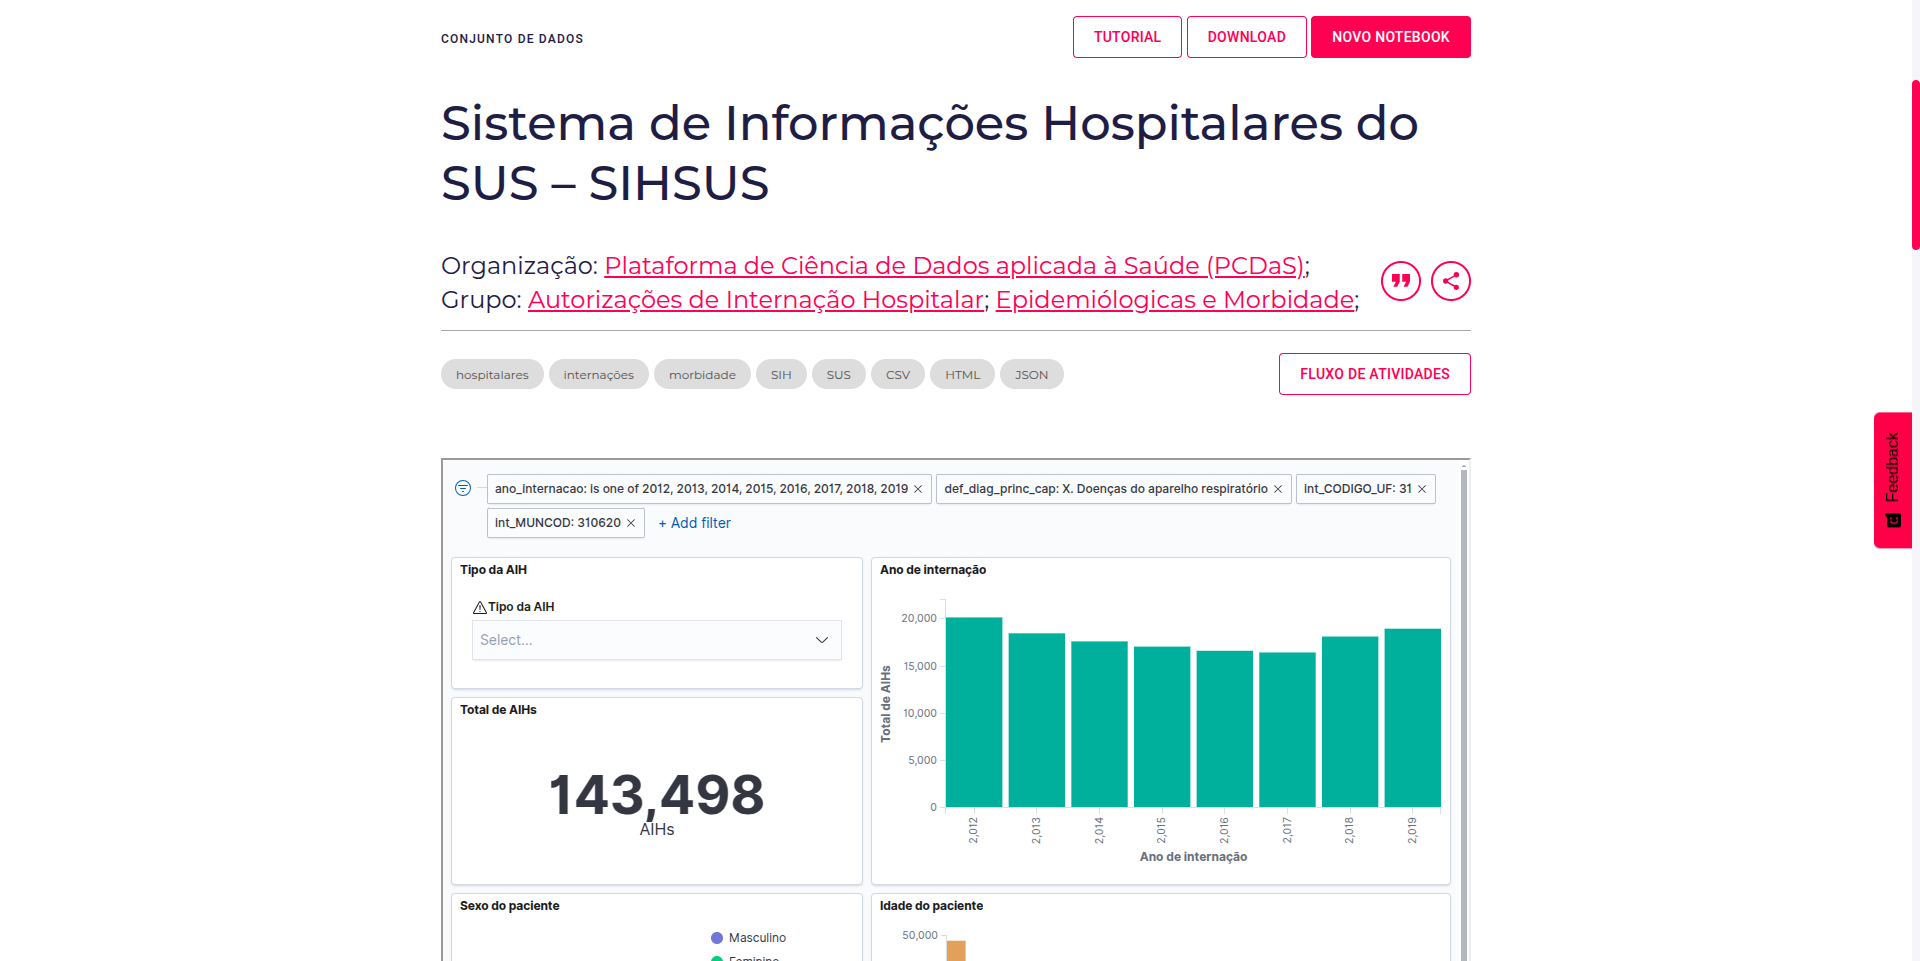 CONJUNTO DE DADOS
TUTORIAL
DOWNLOAD
NOVO NOTEBOOK
Sistema de Informações Hospitalares do
SUS – SIHSUS
Organização: Plataforma de Ciência de Dados aplicada à Saúde (PCDaS);
Grupo: Autorizações de Internação Hospitalar; Epidemiólogicas e Morbidade;
hospitalares internações morbidade SIH SUS CSV HTML JSON
FLUXO DE ATIVIDADES
Feedback
ano_internacao: is one of 2012, 2013, 2014, 2015, 2016, 2017, 2018, 2019 × def_diag_princ_cap: X. Doenças do aparelho respiratório × int_CODIGO_UF: 31 ×
int_MUNCOD: 310620 × + Add filter
Tipo da AIH
Tipo da AIH
Select...
Total de AIHs
143,498
AIHs
Ano de internação
Total de AIHs
20,000
15,000
10,000
5,000
0
2,012 2,013 2,014 2,015 2,016 2,017 2,018 2,019
Ano de internação
Sexo do paciente
Masculino
Feminino
Idade do paciente
50,000